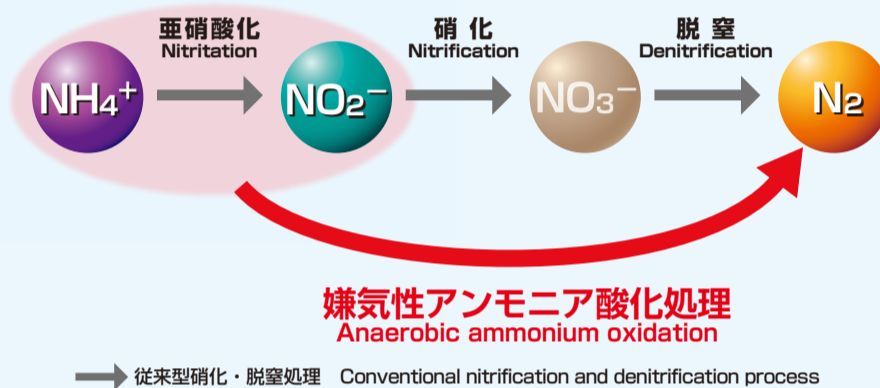 亜硝酸化 硝 化 脱 窒
Nitritation Nitrification Denitrification
NH₄⁺ NO₂⁻ NO₃⁻ N₂
嫌気性アンモニア酸化処理
Anaerobic ammonium oxidation
従来型硝化・脱窒処理 Conventional nitrification and denitrification process